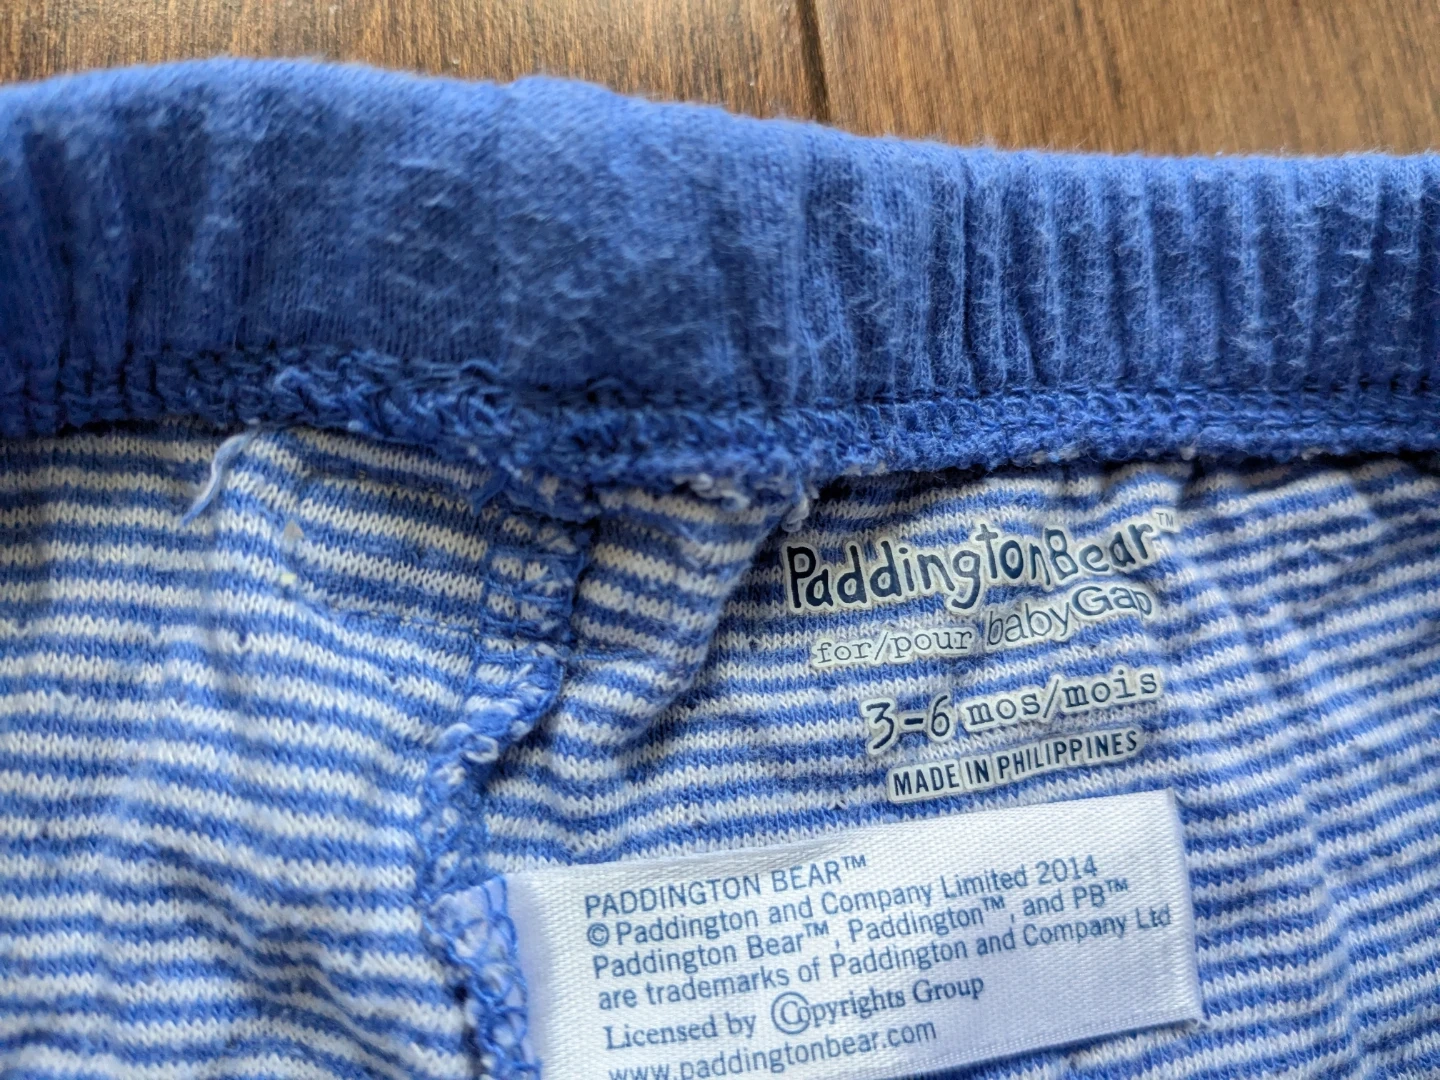 PaddingtonBear™
for/pour babyGap
3-6 mos/mois
MADE IN PHILIPPINES
PADDINGTON BEAR™
© Paddington and Company Limited 2014
Paddington Bear™, Paddington™, and PB™
are trademarks of Paddington and Company Ltd
Licensed by Copyrights Group
www.paddingtonbear.com